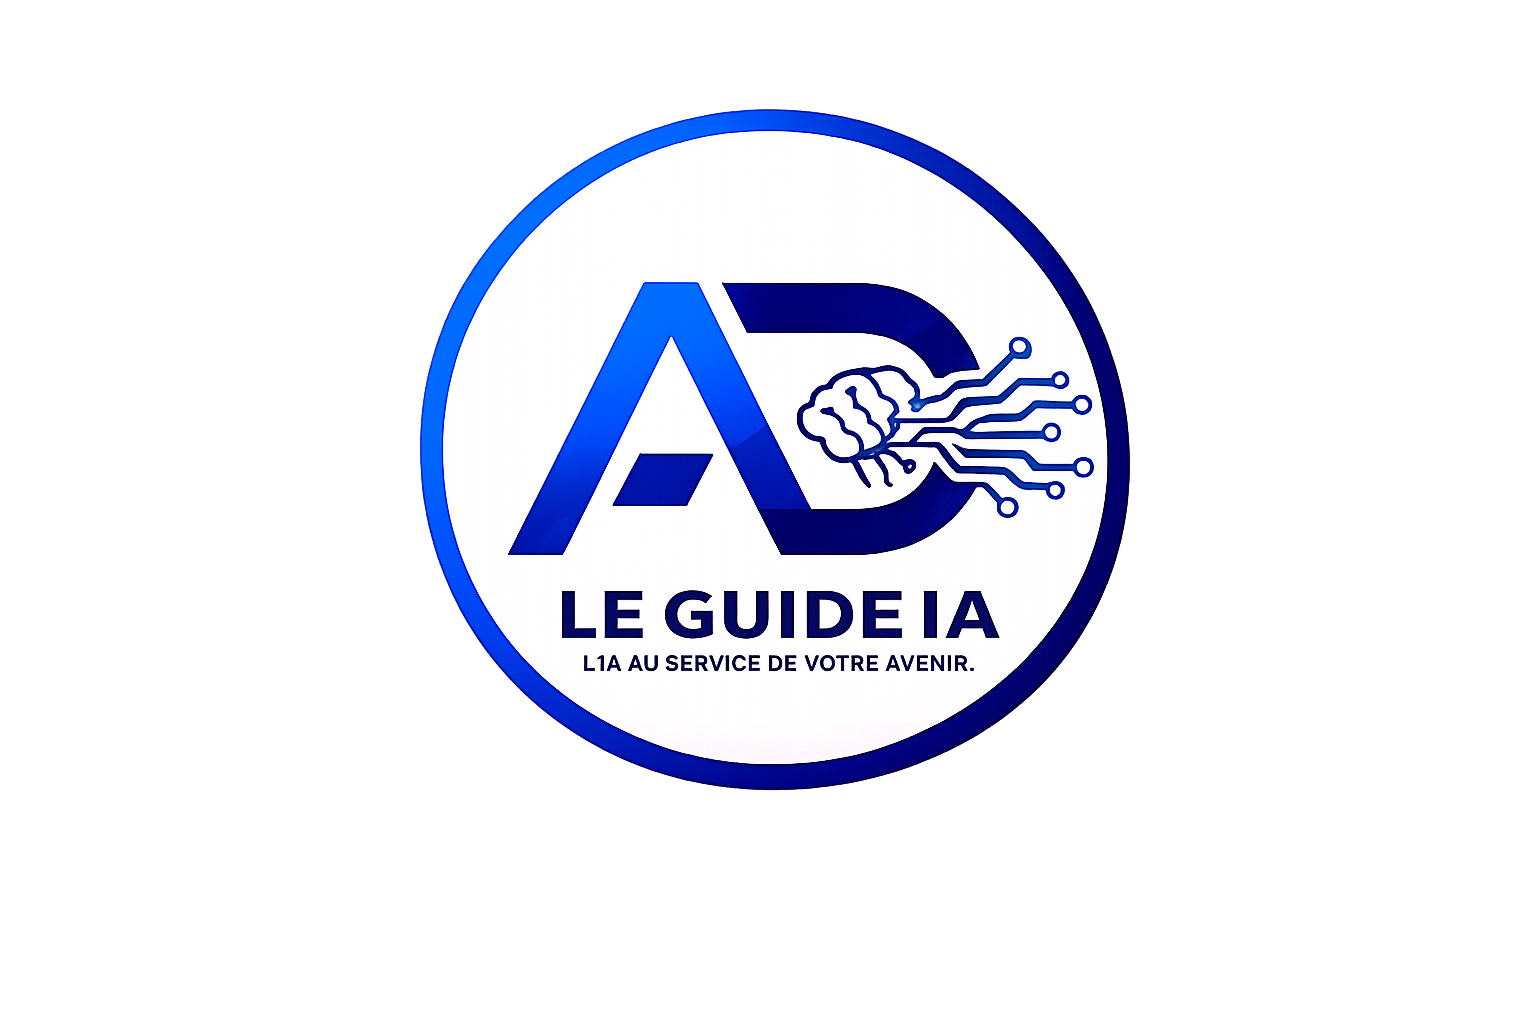 AD
LE GUIDE IA
L1A AU SERVICE DE VOTRE AVENIR.